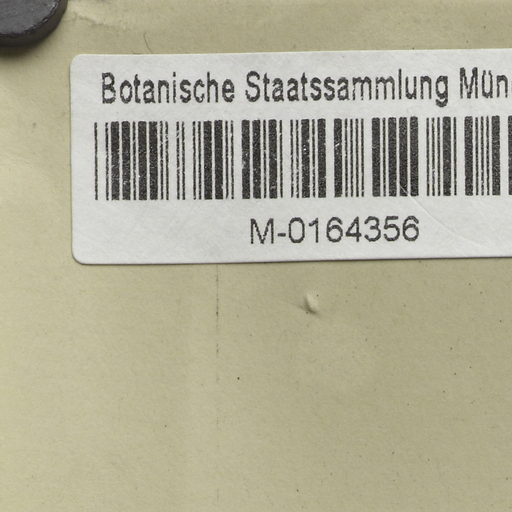 Botanische Staatssammlung Mün
M-0164356